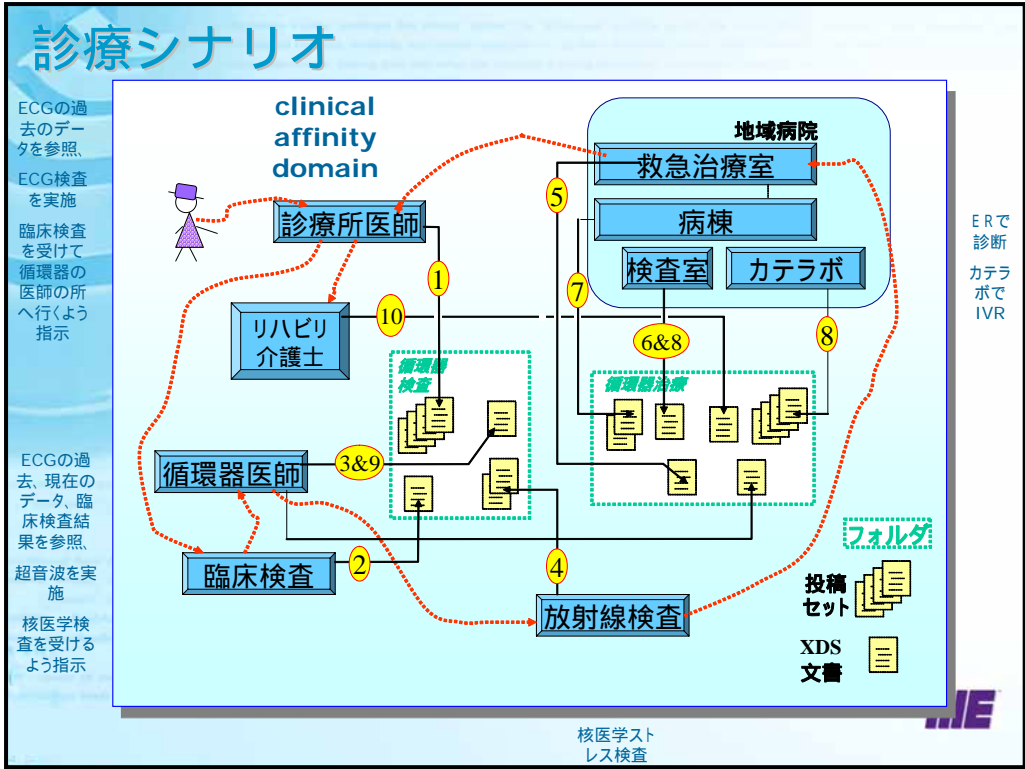 診療シナリオ
ECGの過
去のデー
タを参照、
ECG検査
を実施
臨床検査
を受けて
循環器の
医師の所
へ行くよう
指示
ECGの過
去、現在の
データ、臨
床検査結
果を参照、
超音波を実
施
核医学検
査を受ける
よう指示
clinical
affinity
domain
地域病院
救急治療室
病棟
検査室
カテラボ
診療所医師
リハビリ
介護士
循環器医師
臨床検査
放射線検査
1
5
7
10
6&8
8
3&9
2
4
循環器
検査
循環器治療
フォルダ
投稿
セット
XDS
文書
ERで
診断
カテラ
ボで
IVR
核医学スト
レス検査
IHE